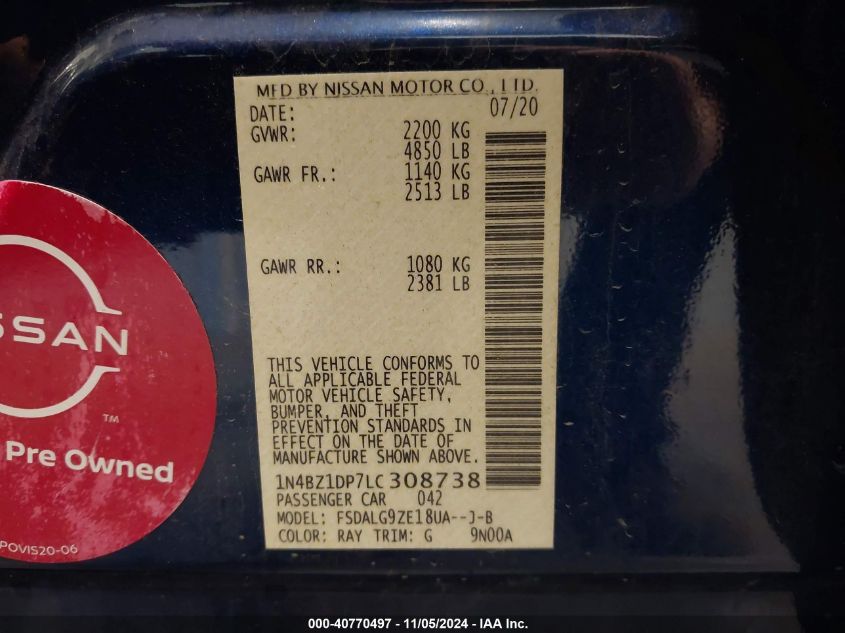 MFD BY NISSAN MOTOR CO., LTD.
DATE: 07/20
GVWR: 2200 KG
4850 LB
GAWR FR.: 1140 KG
2513 LB
GAWR RR.: 1080 KG
2381 LB
THIS VEHICLE CONFORMS TO
ALL APPLICABLE FEDERAL
MOTOR VEHICLE SAFETY,
BUMPER, AND THEFT
PREVENTION STANDARDS IN
EFFECT ON THE DATE OF
MANUFACTURE SHOWN ABOVE.
1N4BZ1DP7LC308738
PASSENGER CAR 042
MODEL: FSDALG9ZE18UA--J-B
COLOR: RAY TRIM: G 9N00A
SSAN
TM
Pre Owned
POVIS20-06
000-40770497 - 11/05/2024 - IAA Inc.